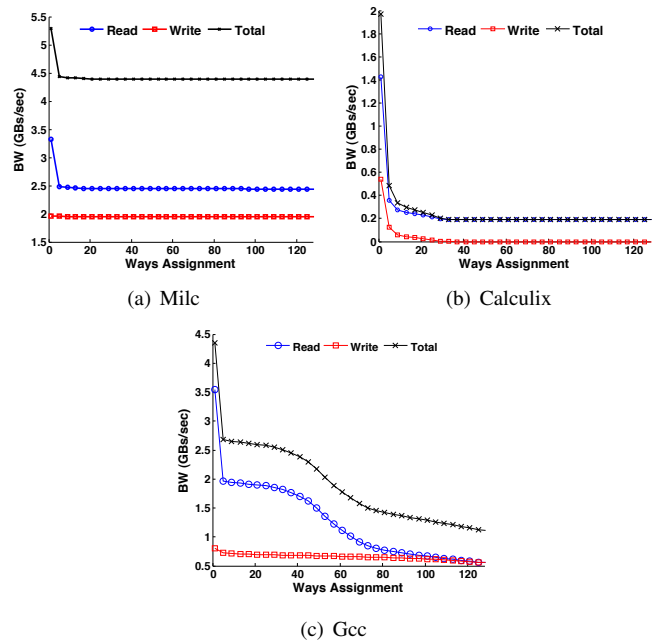 Read Write Total
BW (GBs/sec)
5.5
5
4.5
4
3.5
3
2.5
2
1.5
0 20 40 60 80 100 120
Ways Assignment
(a) Milc
Read Write Total
BW (GBs/sec)
2
1.8
1.6
1.4
1.2
1
0.8
0.6
0.4
0.2
0
0 20 40 60 80 100 120
Ways Assignment
(b) Calculix
Read Write Total
BW (GBs/sec)
4.5
4
3.5
3
2.5
2
1.5
1
0.5
0 20 40 60 80 100 120
Ways Assignment
(c) Gcc